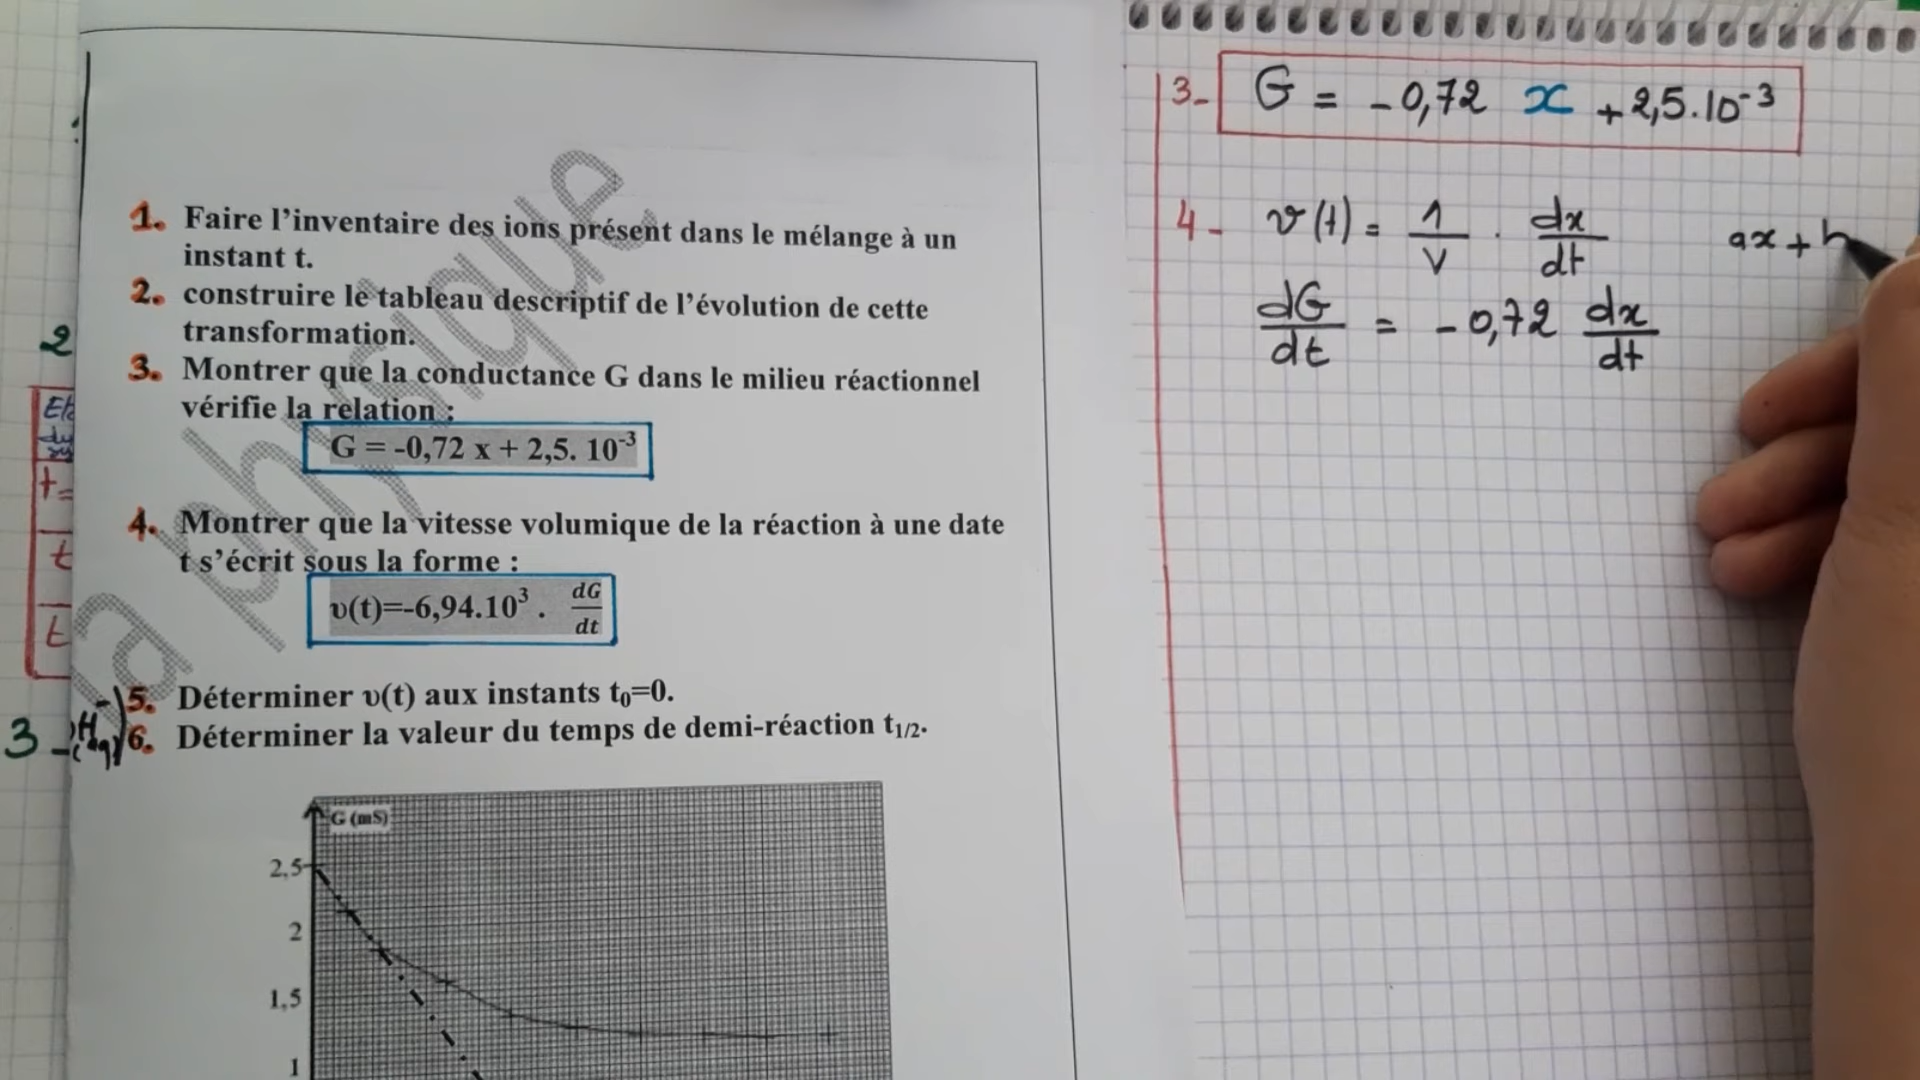 1. Faire l'inventaire des ions présent dans le mélange à un
instant t.
2. construire le tableau descriptif de l'évolution de cette
transformation.
3. Montrer que la conductance G dans le milieu réactionnel
vérifie la relation :
G = -0,72 x + 2,5. 10⁻³
4. Montrer que la vitesse volumique de la réaction à une date
t s'écrit sous la forme :
υ(t)=-6,94.10³ . dG/dt
5. Déterminer υ(t) aux instants t₀=0.
6. Déterminer la valeur du temps de demi-réaction t₁/₂.
G (mS)
2,5
2
1,5
1
physique
2
t=
t
t
3-
3- G = -0,72 x + 2,5.10⁻³
4- v(t) = 1/V . dx/dt
ax +
dG/dt = -0,72 dx/dt